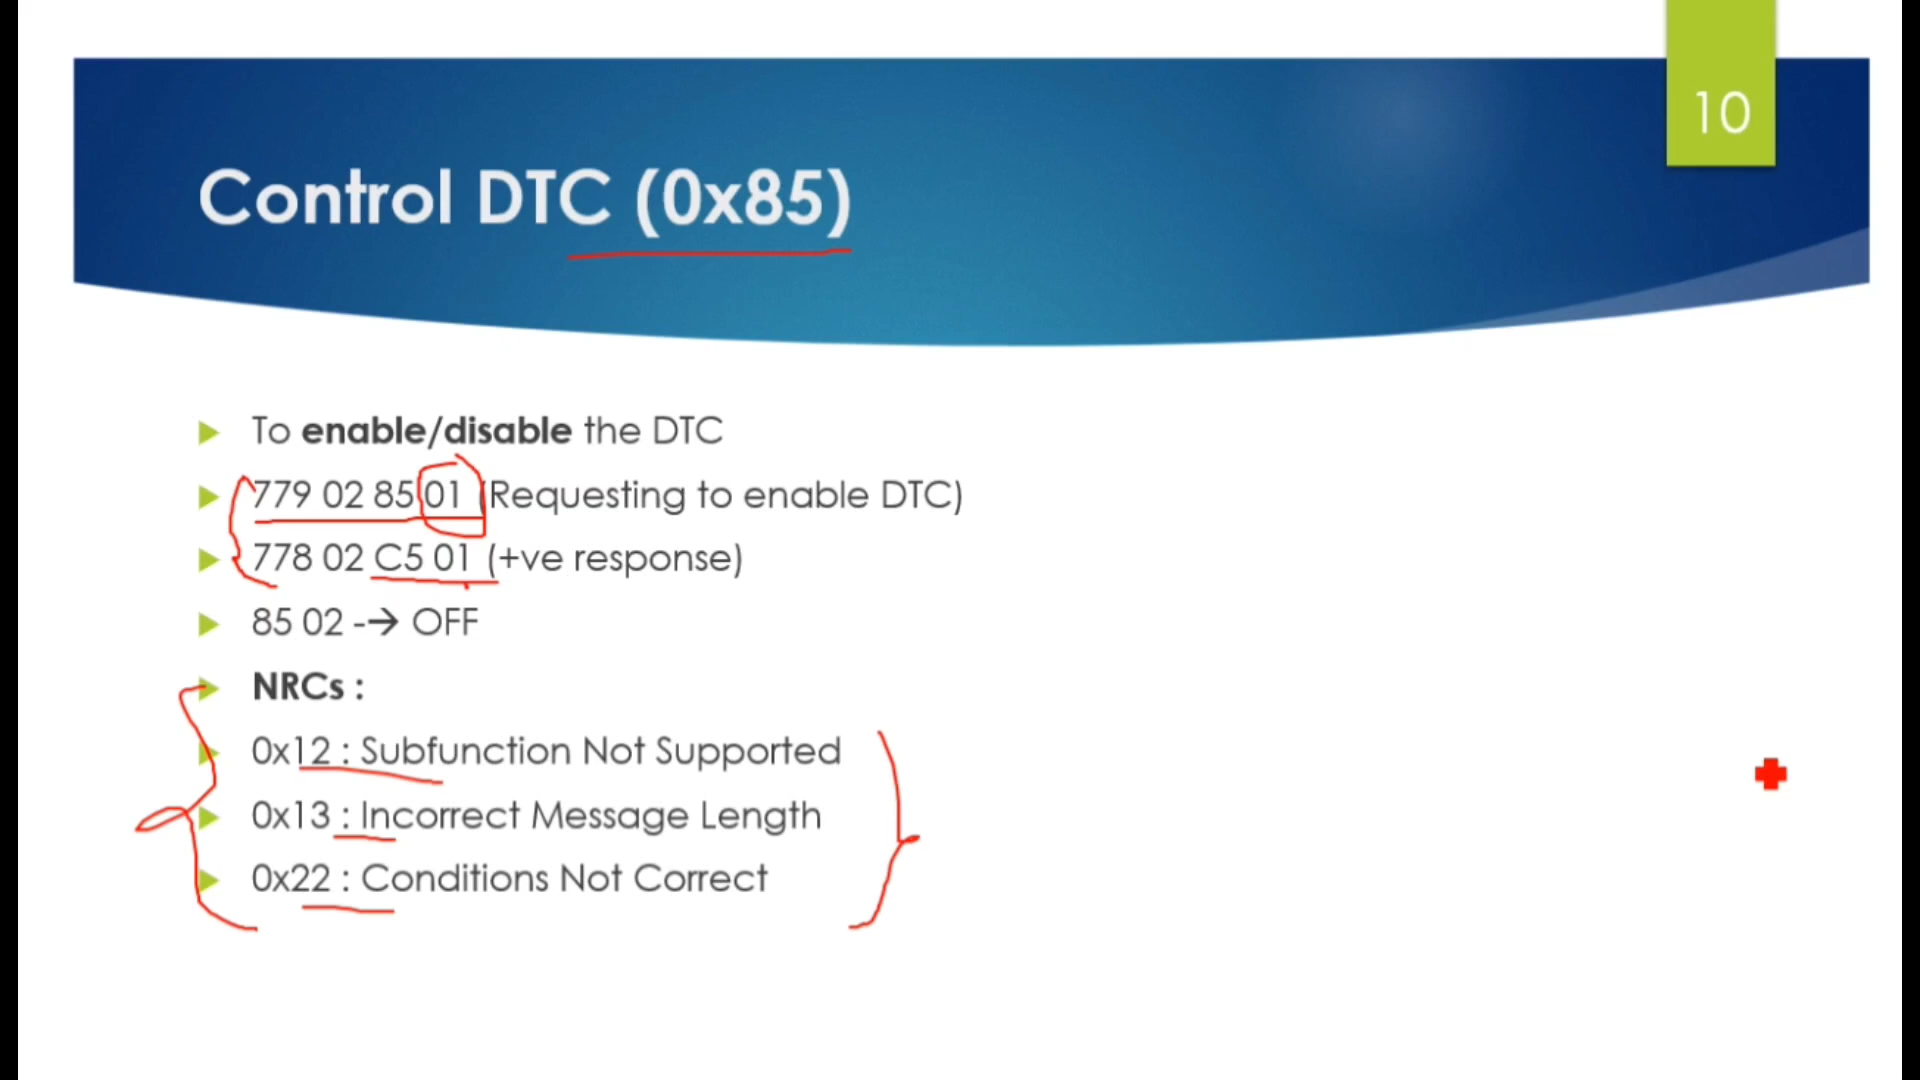 10
Control DTC (0x85)
To enable/disable the DTC
779 02 85 01 (Requesting to enable DTC)
778 02 C5 01 (+ve response)
85 02 -→ OFF
NRCs :
0x12 : Subfunction Not Supported
0x13 : Incorrect Message Length
0x22 : Conditions Not Correct